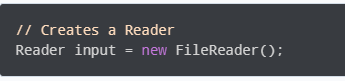 // Creates a Reader
Reader input = new FileReader();